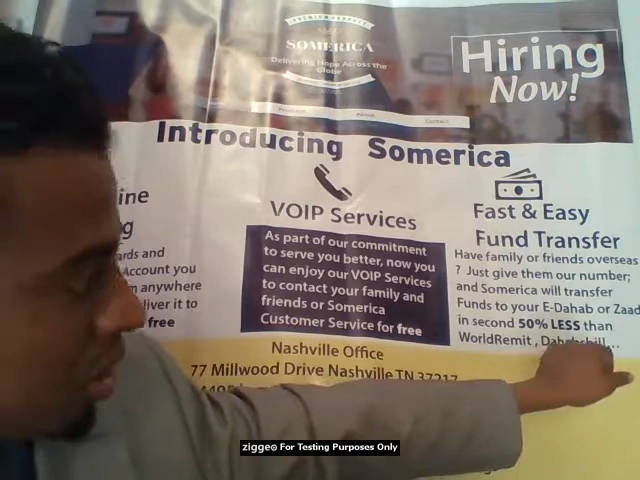 SOMERICA
Delivering Hope Across the
Globe
Hiring
Now!
Contact
Introducing Somerica
ine
g
rds and
Account you
m anywhere
liver it to
free
VOIP Services
As part of our commitment
to serve you better, now you
can enjoy our VOIP Services
to contact your family and
friends or Somerica
Customer Service for free
Fast & Easy
Fund Transfer
Have family or friends overseas
? Just give them our number;
and Somerica will transfer
Funds to your E-Dahab or Zaad
in second 50% LESS than
WorldRemit,
Nashville Office
77 Millwood Drive Nashville TN 37217
ziggeo For Testing Purposes Only